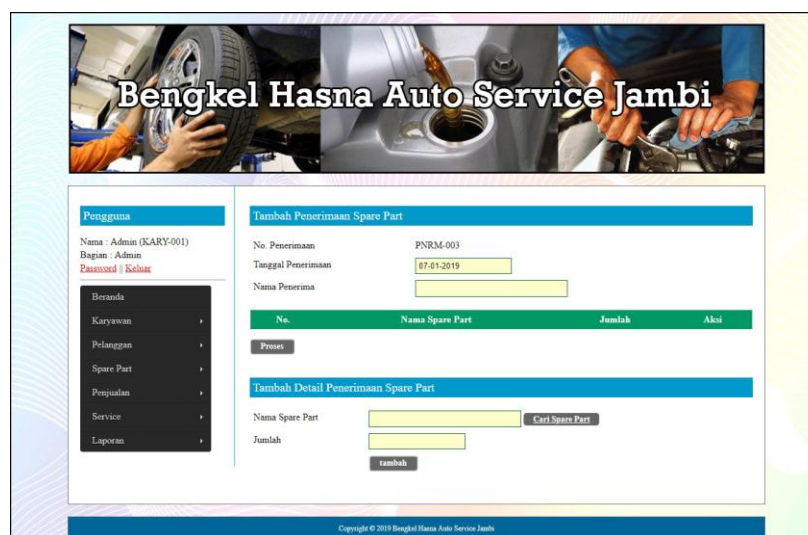 Bengkel Hasna Auto Service Jambi
Pengguna
Nama : Admin (KARY-001)
Bagian : Admin
Password || Keluar
Beranda
Karyawan
Pelanggan
Spare Part
Penjualan
Service
Laporan
Tambah Penerimaan Spare Part
No. Penerimaan PNRM-003
Tanggal Penerimaan 07-01-2019
Nama Penerima
No. Nama Spare Part Jumlah Aksi
Proses
Tambah Detail Penerimaan Spare Part
Nama Spare Part Cari Spare Part
Jumlah
tambah
Copyright © 2019 Bengkel Hasna Auto Service Jambi